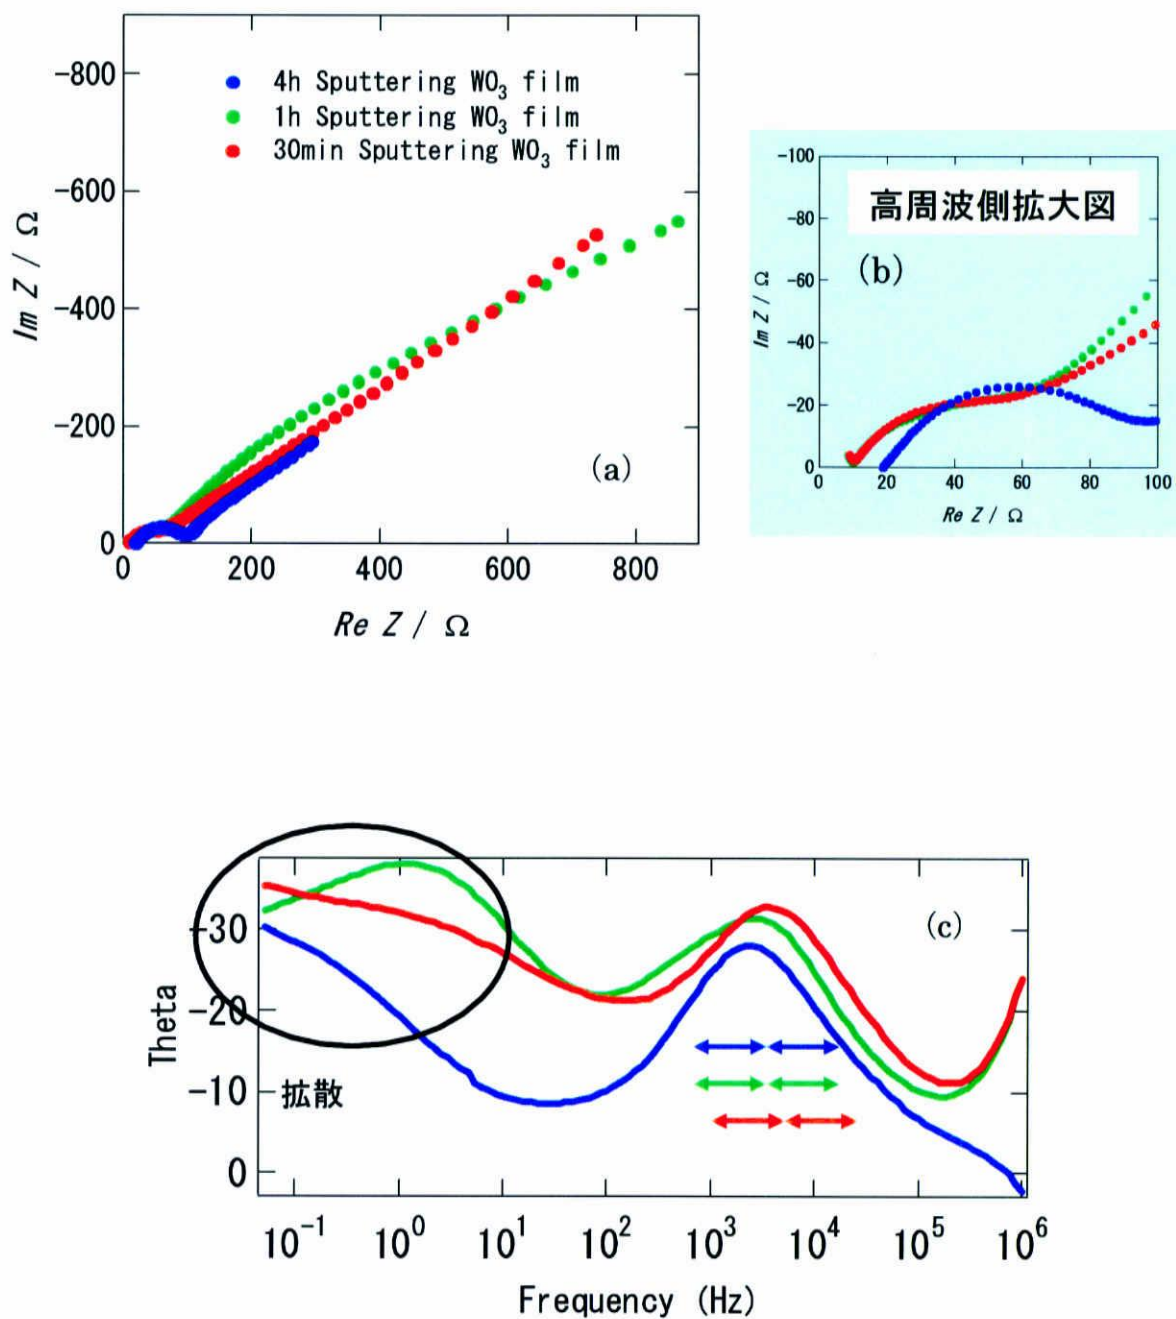 -800
-600
-400
-200
0
Im Z / Ω
4h Sputtering WO₃ film
1h Sputtering WO₃ film
30min Sputtering WO₃ film
(a)
0 200 400 600 800
Re Z / Ω
高周波側拡大図
(b)
-100
-80
-60
-40
-20
0
Im Z / Ω
0 20 40 60 80 100
Re Z / Ω
(c)
-30
-20
-10
0
Theta
拡散
10⁻¹ 10⁰ 10¹ 10² 10³ 10⁴ 10⁵ 10⁶
Frequency (Hz)